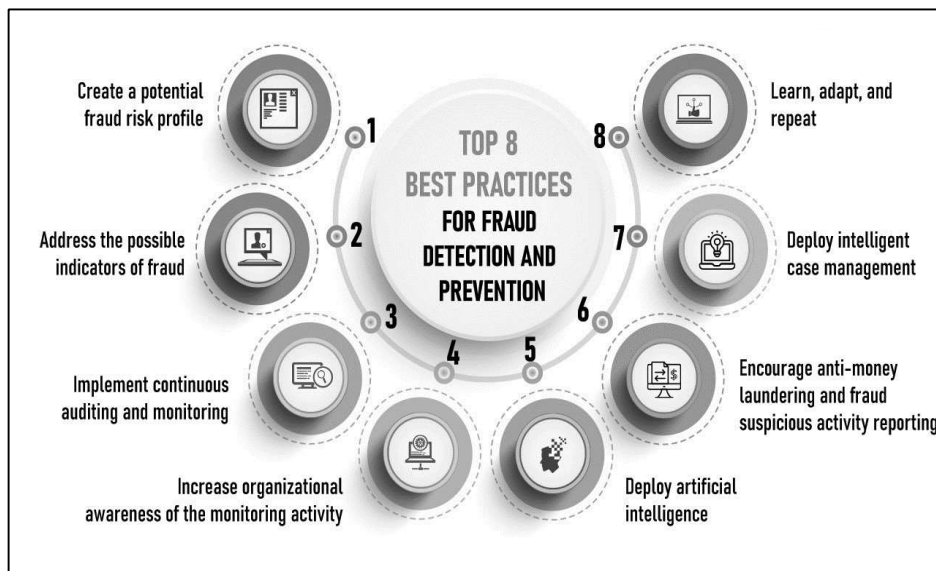 TOP 8
BEST PRACTICES
FOR FRAUD
DETECTION AND
PREVENTION
1
Create a potential
fraud risk profile
2
Address the possible
indicators of fraud
3
Implement continuous
auditing and monitoring
4
Increase organizational
awareness of the monitoring activity
5
Deploy artificial
intelligence
6
Encourage anti-money
laundering and fraud
suspicious activity reporting
7
Deploy intelligent
case management
8
Learn, adapt, and
repeat